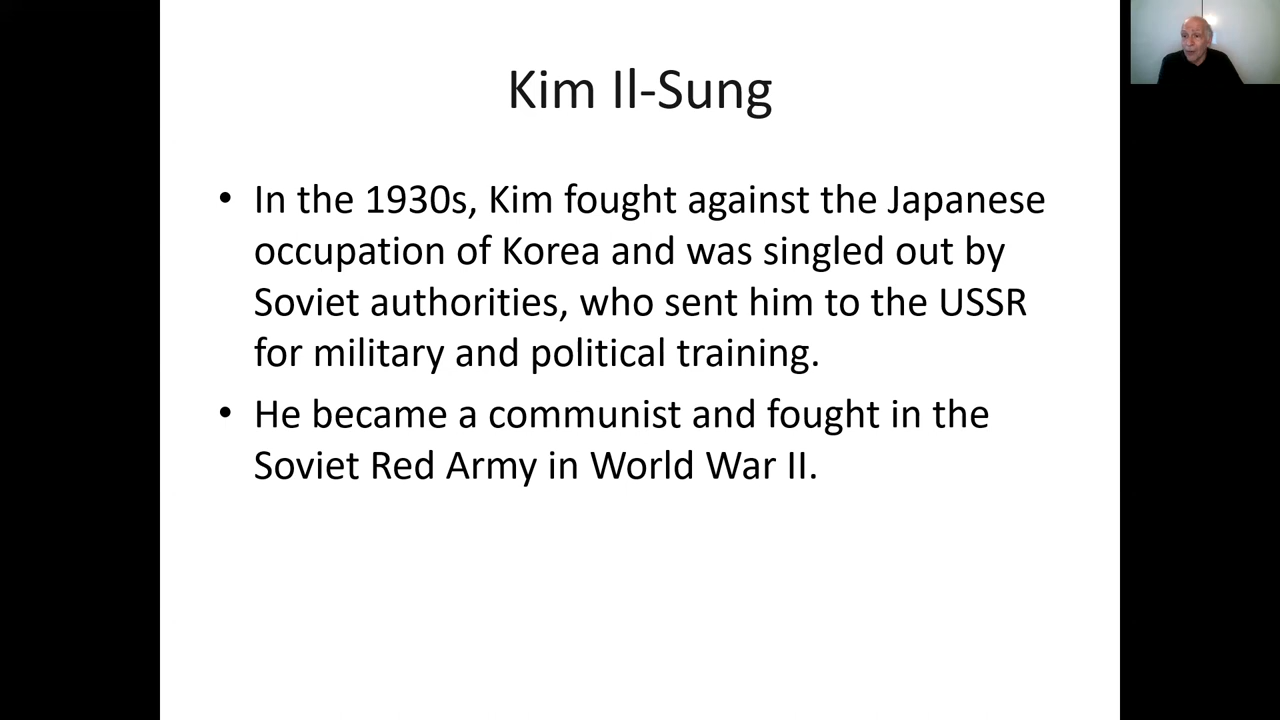 Kim Il-Sung
• In the 1930s, Kim fought against the Japanese
occupation of Korea and was singled out by
Soviet authorities, who sent him to the USSR
for military and political training.
• He became a communist and fought in the
Soviet Red Army in World War II.